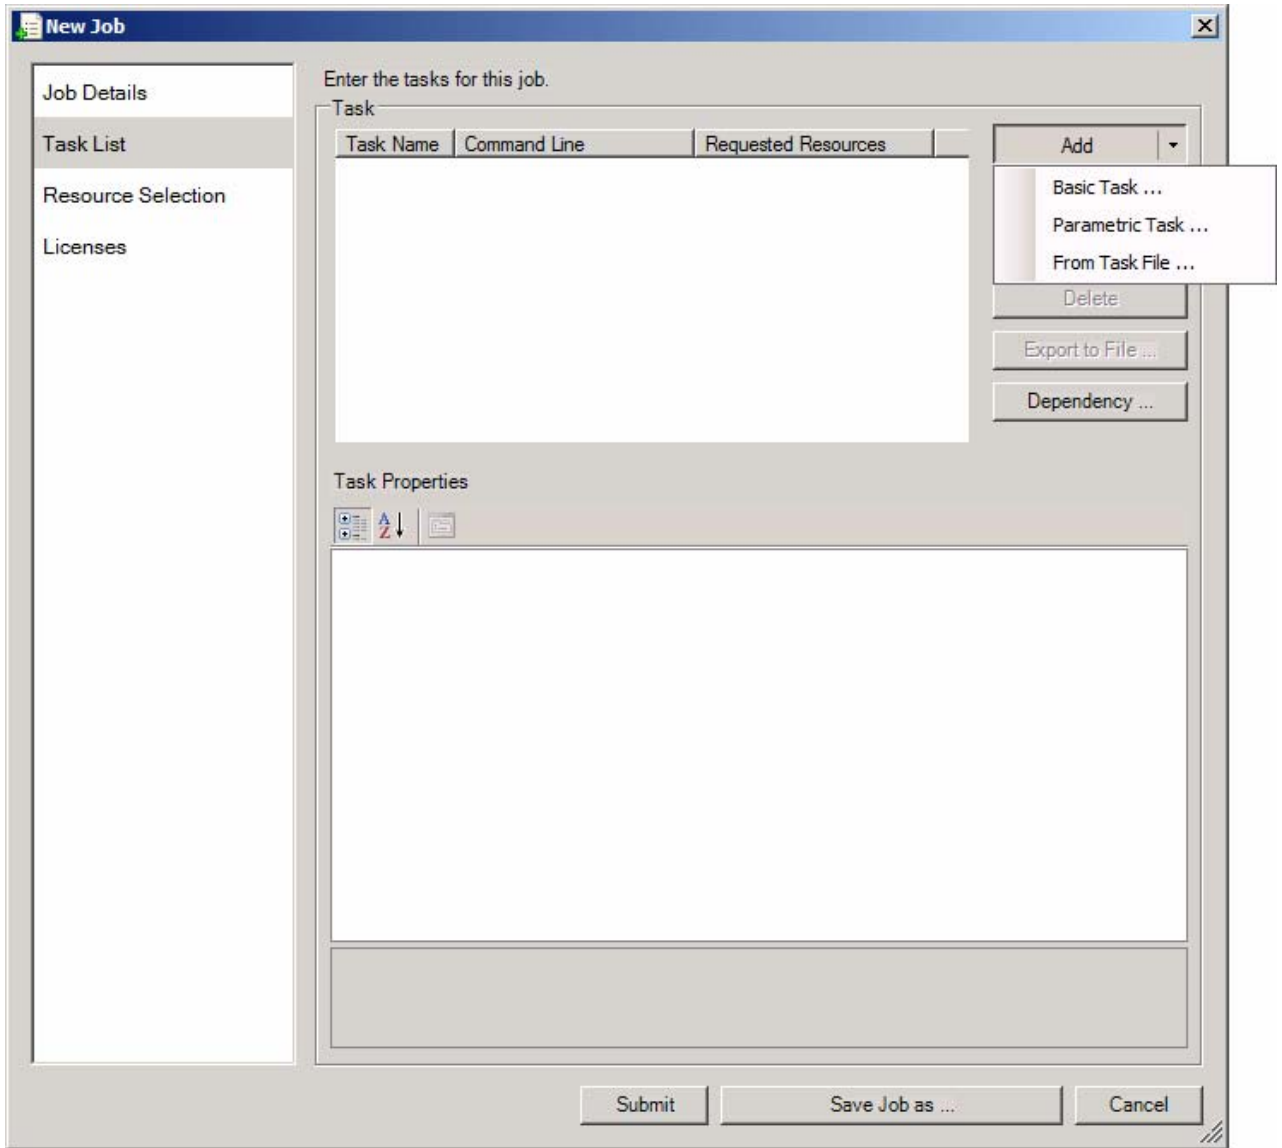 New Job
Job Details
Task List
Resource Selection
Licenses
Enter the tasks for this job.
Task
Task Name Command Line Requested Resources
Add
Basic Task ...
Parametric Task ...
From Task File ...
Delete
Export to File ...
Dependency ...
Task Properties
A
Z
Submit Save Job as ... Cancel